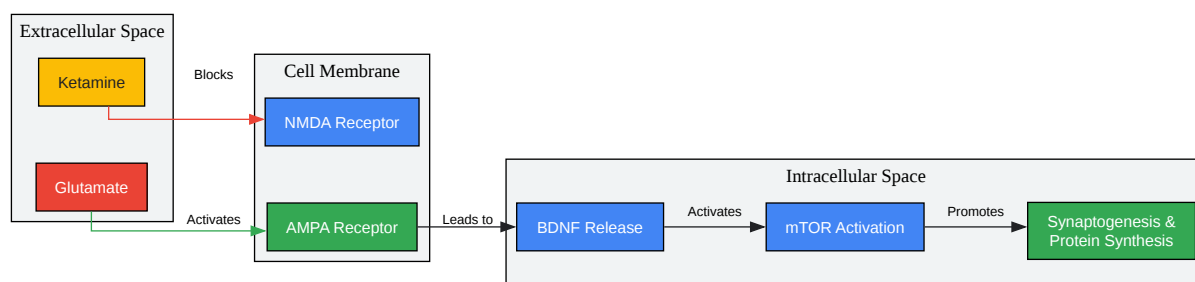 Extracellular Space
Ketamine
Blocks
Cell Membrane
NMDA Receptor
Glutamate
Activates
AMPA Receptor
Leads to
Intracellular Space
BDNF Release
Activates
mTOR Activation
Promotes
Synaptogenesis &
Protein Synthesis